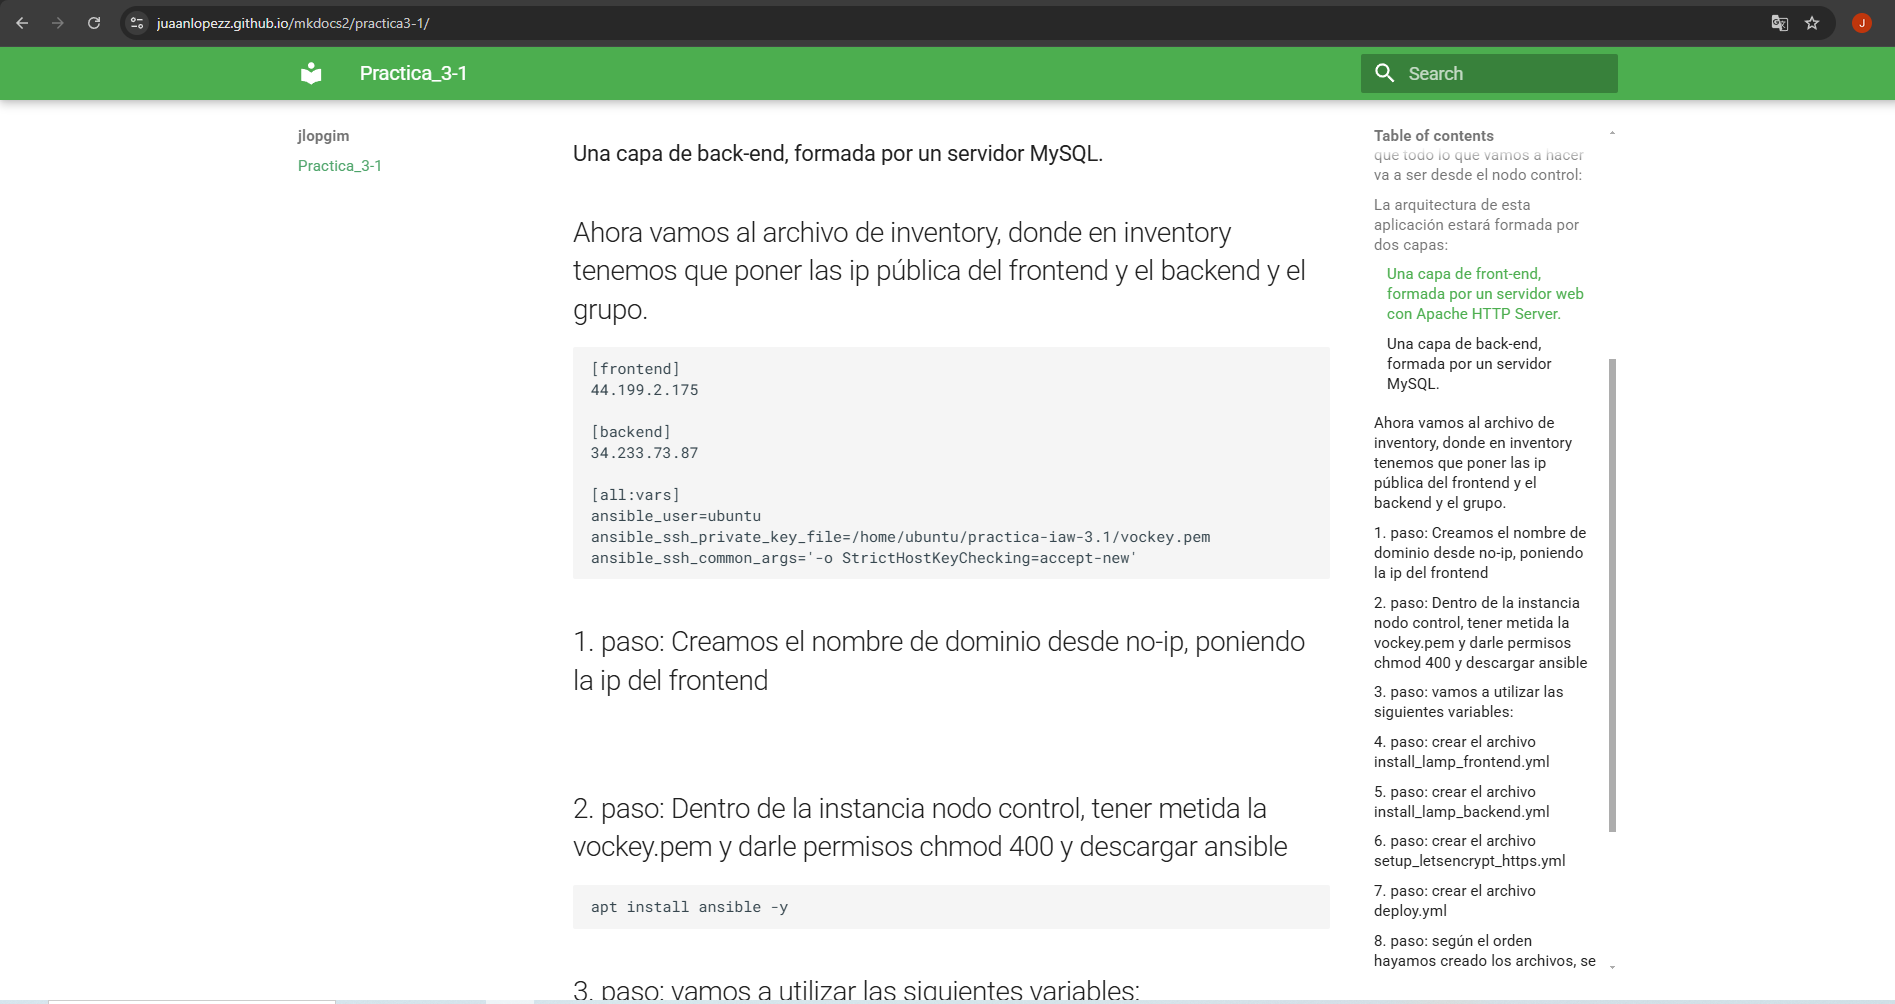 juaanlopezz.github.io/mkdocs2/practica3-1/
J
Practica_3-1
Search
jlopgim
Practica_3-1
Una capa de back-end, formada por un servidor MySQL.
Ahora vamos al archivo de inventory, donde en inventory
tenemos que poner las ip pública del frontend y el backend y el
grupo.
[frontend]
44.199.2.175
[backend]
34.233.73.87
[all:vars]
ansible_user=ubuntu
ansible_ssh_private_key_file=/home/ubuntu/practica-iaw-3.1/vockey.pem
ansible_ssh_common_args='-o StrictHostKeyChecking=accept-new'
1. paso: Creamos el nombre de dominio desde no-ip, poniendo
la ip del frontend
2. paso: Dentro de la instancia nodo control, tener metida la
vockey.pem y darle permisos chmod 400 y descargar ansible
apt install ansible -y
3. paso: vamos a utilizar las siguientes variables:
Table of contents
que todo lo que vamos a hacer
va a ser desde el nodo control:
La arquitectura de esta
aplicación estará formada por
dos capas:
Una capa de front-end,
formada por un servidor web
con Apache HTTP Server.
Una capa de back-end,
formada por un servidor
MySQL.
Ahora vamos al archivo de
inventory, donde en inventory
tenemos que poner las ip
pública del frontend y el
backend y el grupo.
1. paso: Creamos el nombre de
dominio desde no-ip, poniendo
la ip del frontend
2. paso: Dentro de la instancia
nodo control, tener metida la
vockey.pem y darle permisos
chmod 400 y descargar ansible
3. paso: vamos a utilizar las
siguientes variables:
4. paso: crear el archivo
install_lamp_frontend.yml
5. paso: crear el archivo
install_lamp_backend.yml
6. paso: crear el archivo
setup_letsencrypt_https.yml
7. paso: crear el archivo
deploy.yml
8. paso: según el orden
hayamos creado los archivos, se